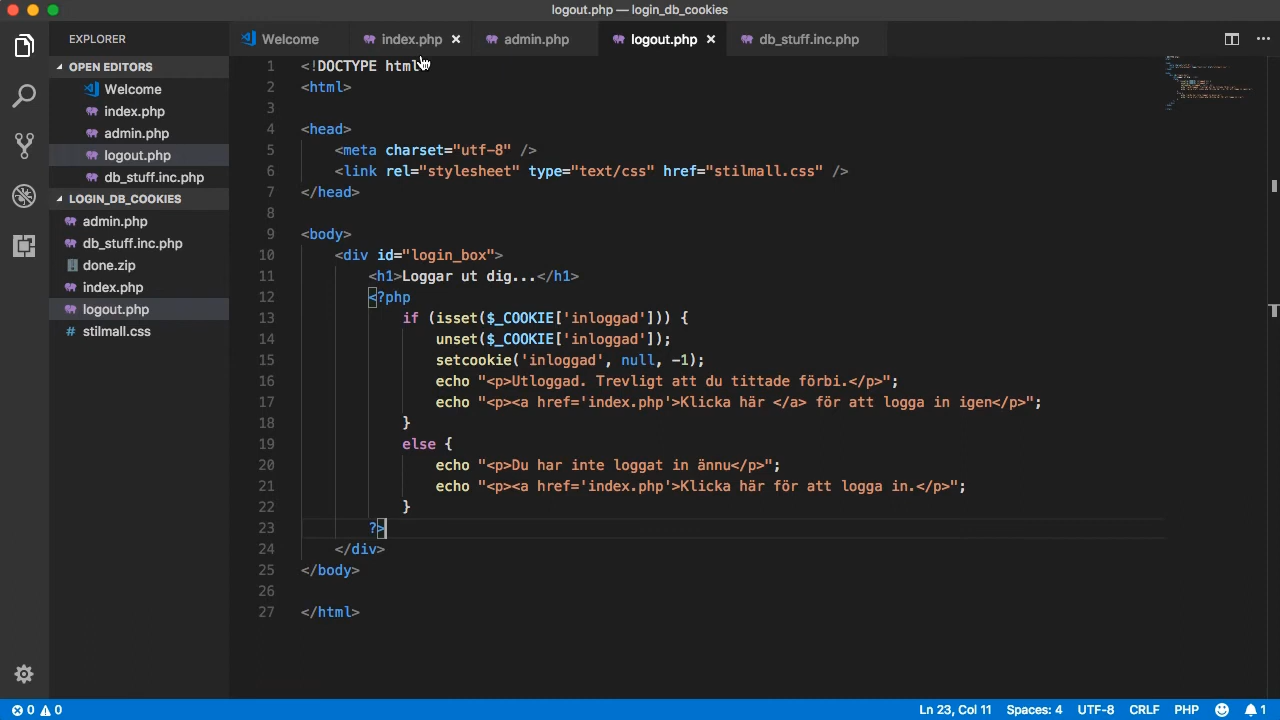 logout.php — login_db_cookies
EXPLORER
Welcome
index.php
admin.php
logout.php
db_stuff.inc.php
OPEN EDITORS
Welcome
index.php
admin.php
logout.php
db_stuff.inc.php
LOGIN_DB_COOKIES
admin.php
db_stuff.inc.php
done.zip
index.php
logout.php
# stilmall.css
1 <!DOCTYPE html>
2 <html>
3
4 <head>
5 <meta charset="utf-8" />
6 <link rel="stylesheet" type="text/css" href="stilmall.css" />
7 </head>
8
9 <body>
10 <div id="login_box">
11 <h1>Loggar ut dig...</h1>
12 <?php
13 if (isset($_COOKIE['inloggad'])) {
14 unset($_COOKIE['inloggad']);
15 setcookie('inloggad', null, -1);
16 echo "<p>Utloggad. Trevligt att du tittade förbi.</p>";
17 echo "<p><a href='index.php'>Klicka här </a> för att logga in igen</p>";
18 }
19 else {
20 echo "<p>Du har inte loggat in ännu</p>";
21 echo "<p><a href='index.php'>Klicka här för att logga in.</p>";
22 }
23 ?>
24 </div>
25 </body>
26
27 </html>
0 0
Ln 23, Col 11
Spaces: 4
UTF-8
CRLF
PHP
1